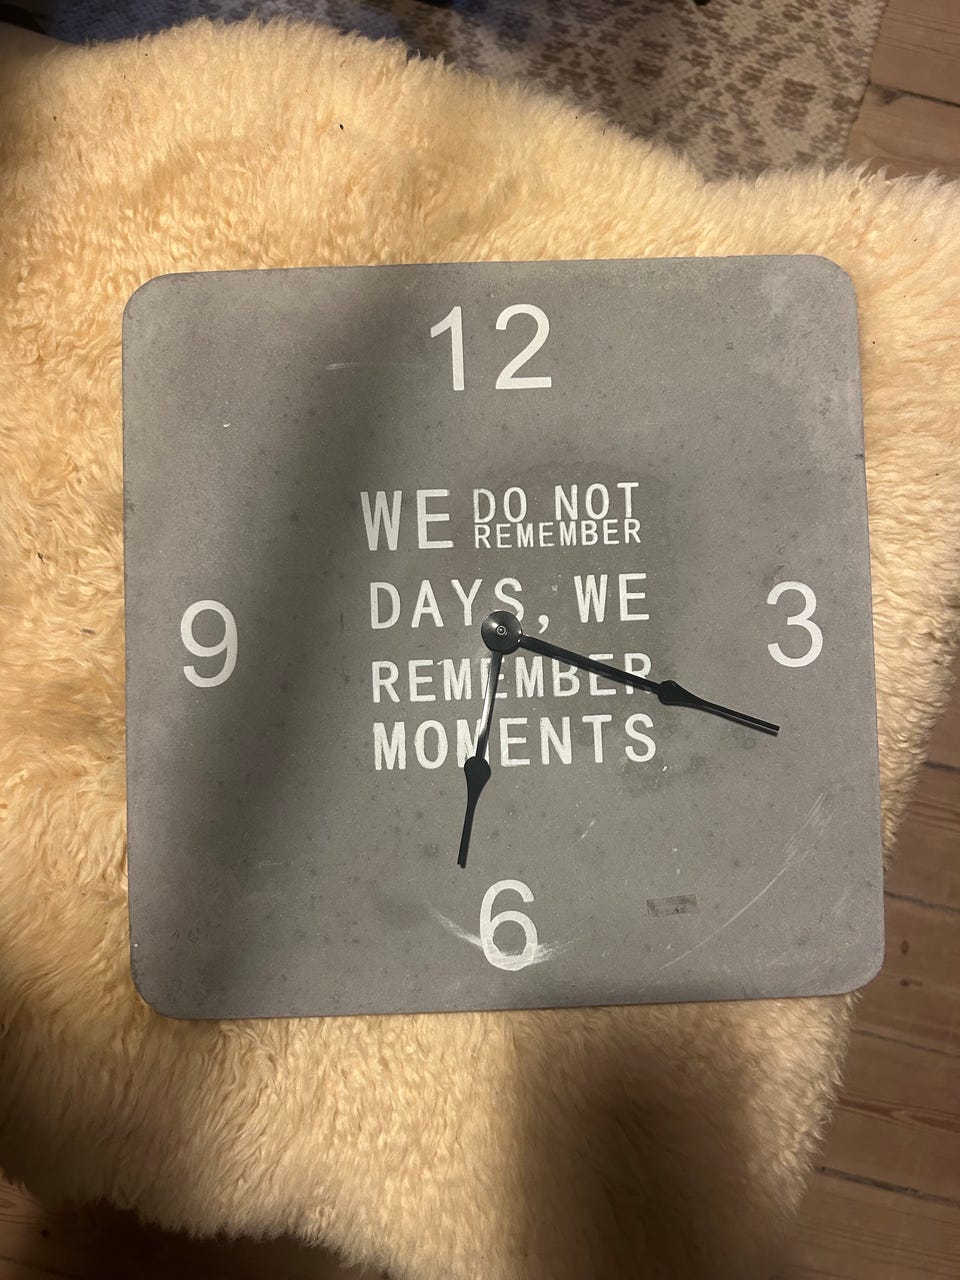 12
WE DO NOT
REMEMBER
DAYS, WE
9 3
REMEMBER
MOMENTS
6